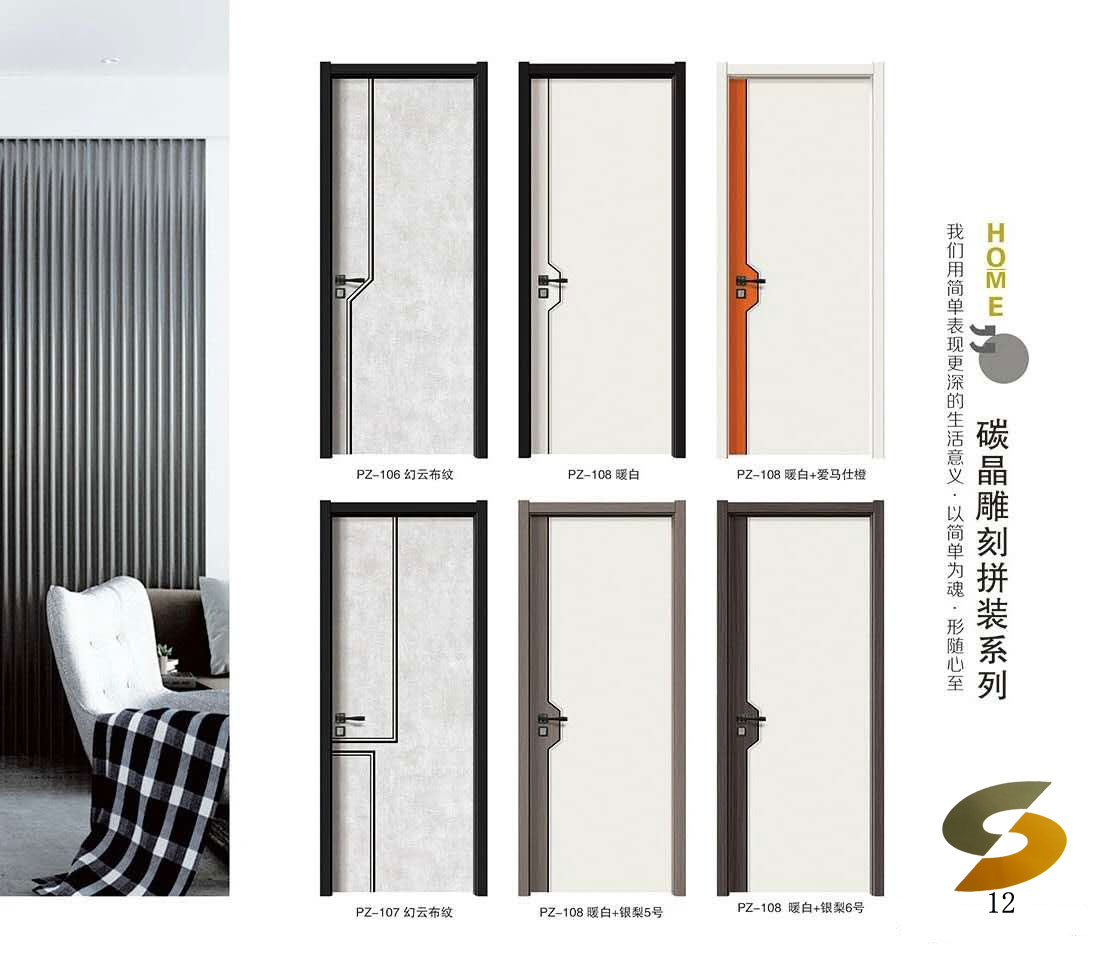 PZ-106 幻云布纹
PZ-108 暖白
PZ-108 暖白+爱马仕橙
PZ-107 幻云布纹
PZ-108 暖白+银梨5号
PZ-108 暖白+银梨6号
HOME
碳晶雕刻拼装系列
我们用简单表现更深的生活意义·以简单为魂·形随心至
12